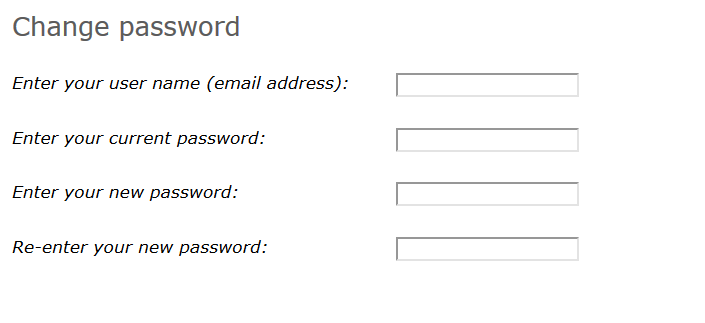 Change password
Enter your user name (email address):
Enter your current password:
Enter your new password:
Re-enter your new password: